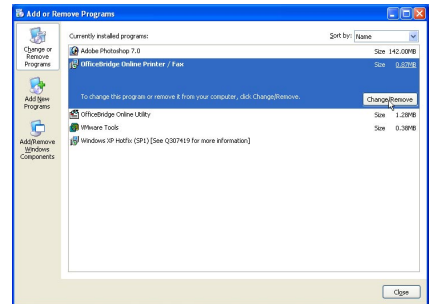 Add or Remove Programs
Change or
Remove
Programs
Add New
Programs
Add/Remove
Windows
Components
Currently installed programs:
Sort by: Name
Adobe Photoshop 7.0 Size 142.00MB
OfficeBridge Online Printer / Fax Size 0.87MB
To change this program or remove it from your computer, click Change/Remove.
Change/Remove
OfficeBridge Online Utility Size 1.28MB
VMware Tools Size 0.38MB
Windows XP Hotfix (SP1) [See Q307419 for more information]
Close